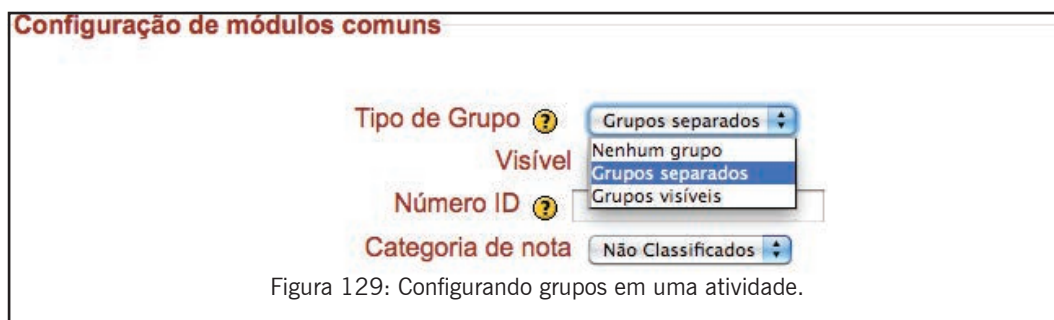 Configuração de módulos comuns
Tipo de Grupo ? Grupos separados
Nenhum grupo
Visível
Grupos separados
Grupos visíveis
Número ID ?
Categoria de nota Não Classificados
Figura 129: Configurando grupos em uma atividade.